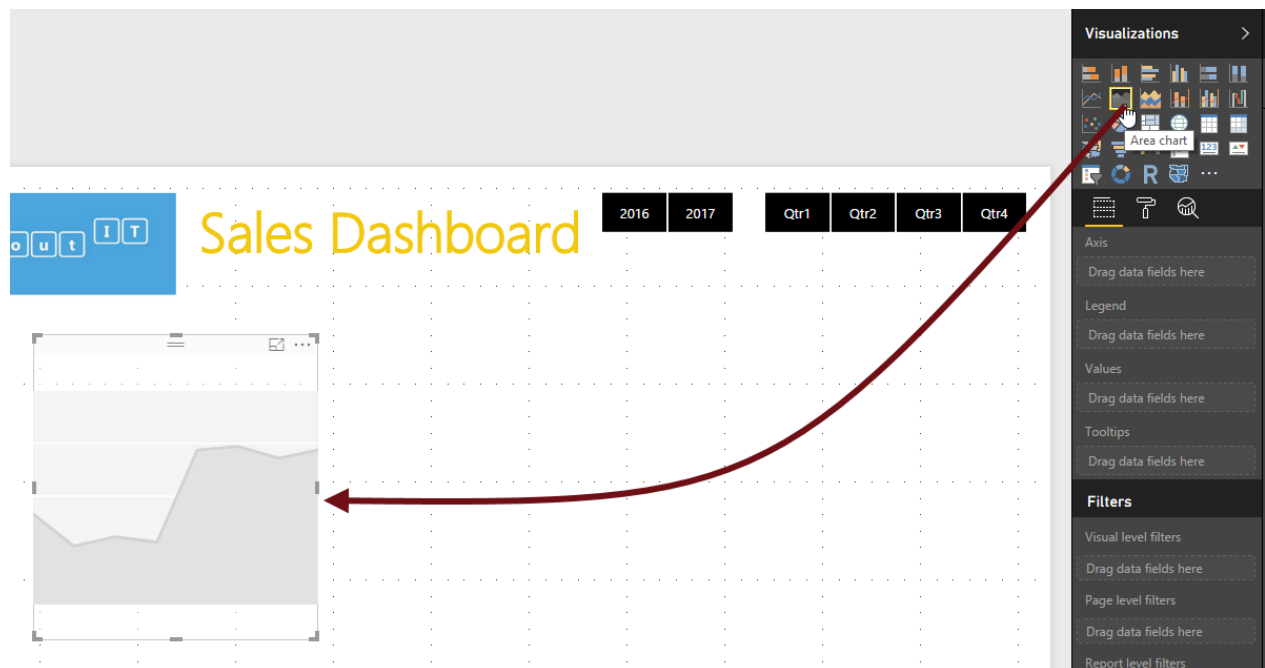 Visualizations
Area chart
123
R
out IT
Sales Dashboard
2016 2017
Qtr1 Qtr2 Qtr3 Qtr4
Axis
Drag data fields here
Legend
Drag data fields here
Values
Drag data fields here
Tooltips
Drag data fields here
Filters
Visual level filters
Drag data fields here
Page level filters
Drag data fields here
Report level filters